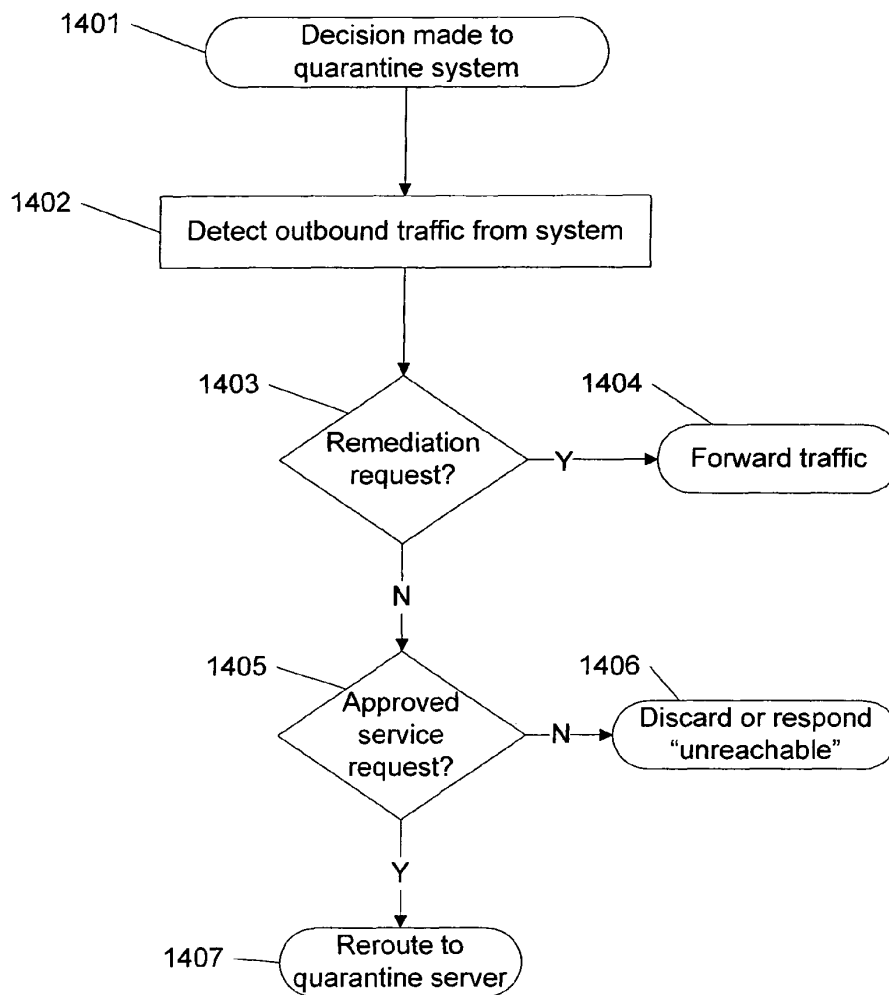 1401
Decision made to
quarantine system
1402
Detect outbound traffic from system
1403
Remediation
request?
Y
1404
Forward traffic
N
1405
Approved
service
request?
N
1406
Discard or respond
“unreachable”
Y
1407
Reroute to
quarantine server